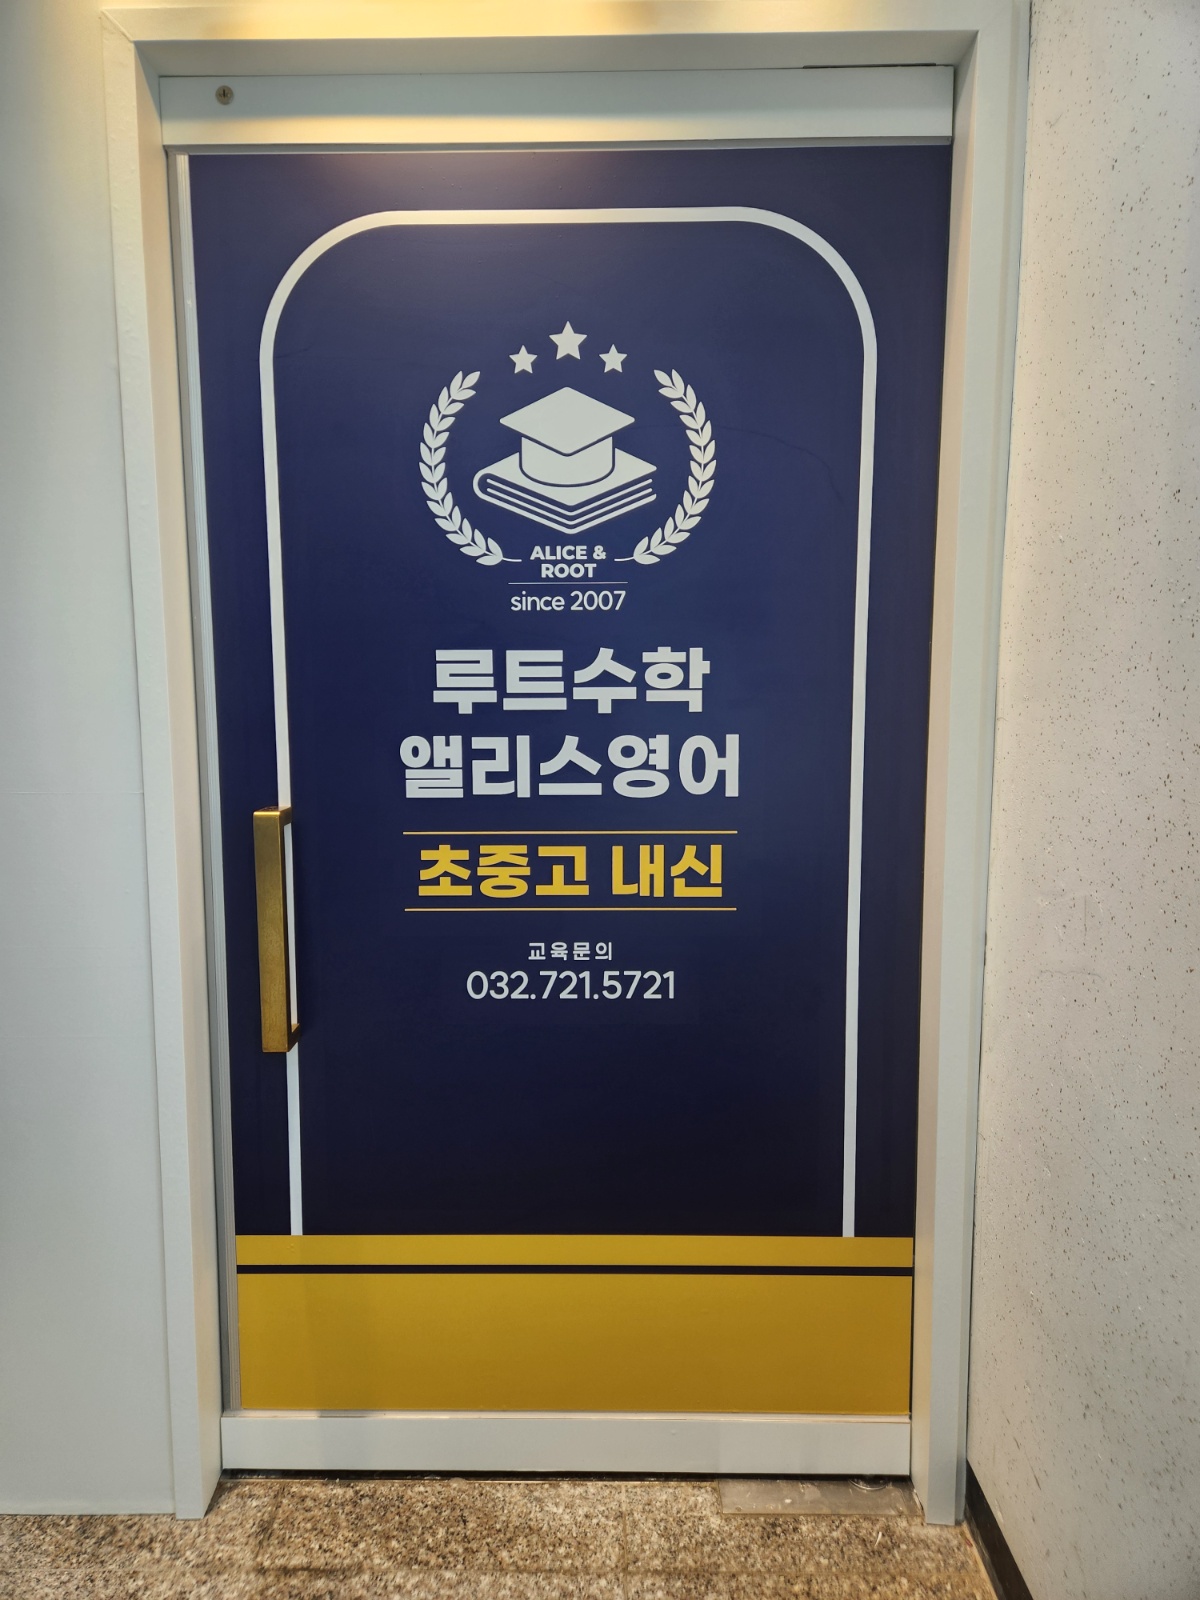 ALICE &
ROOT
since 2007
루트수학
앨리스영어
초중고 내신
교육문의
032.721.5721